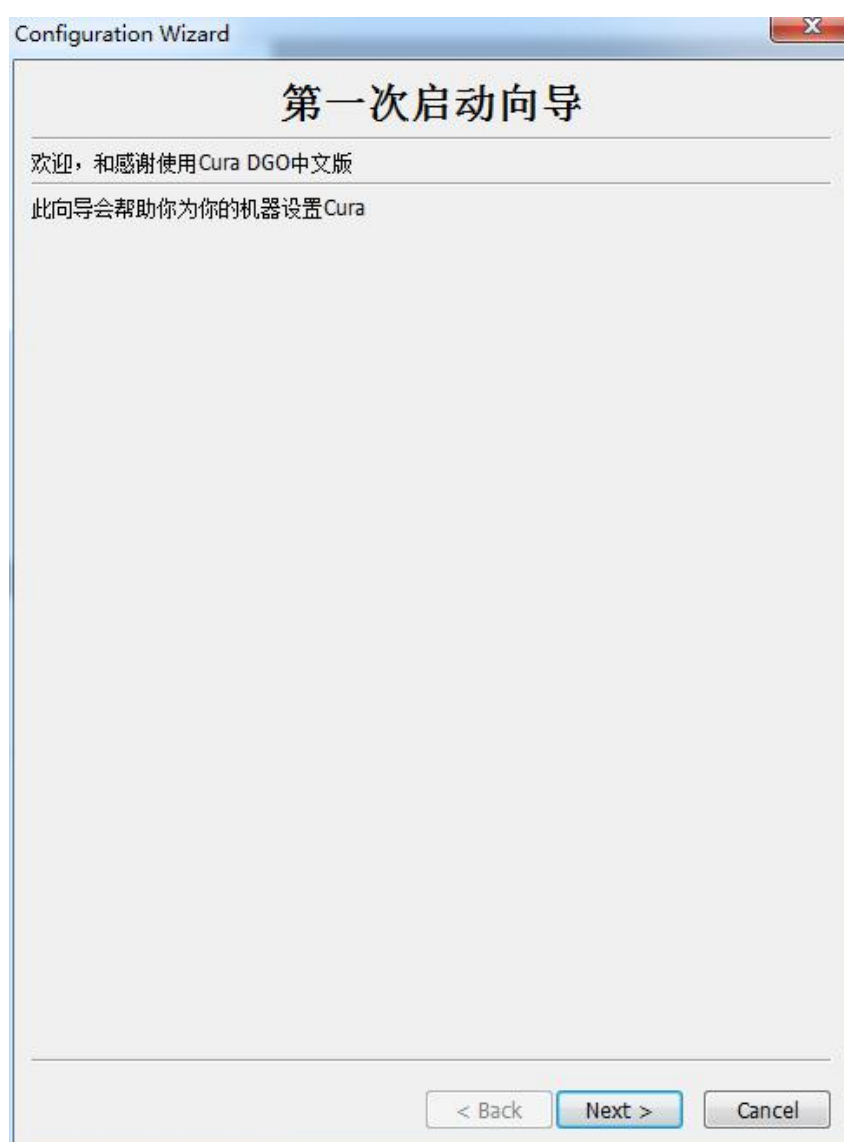 Configuration Wizard
第一次启动向导
欢迎，和感谢使用Cura DGO中文版
此向导会帮助你为你的机器设置Cura
< Back Next > Cancel